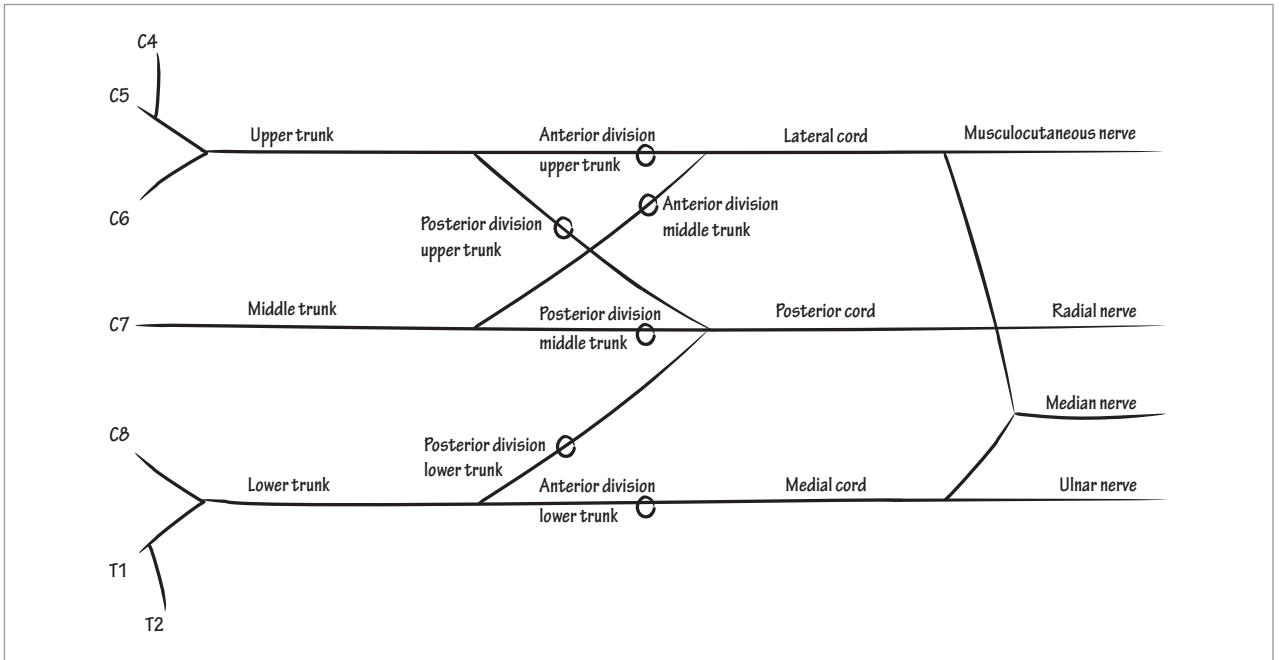 C4
C5
Upper trunk
Anterior division
upper trunk
Lateral cord
Musculocutaneous nerve
C6
Posterior division
upper trunk
Anterior division
middle trunk
C7
Middle trunk
Posterior division
middle trunk
Posterior cord
Radial nerve
Median nerve
C8
Posterior division
lower trunk
Lower trunk
Anterior division
lower trunk
Medial cord
Ulnar nerve
T1
T2